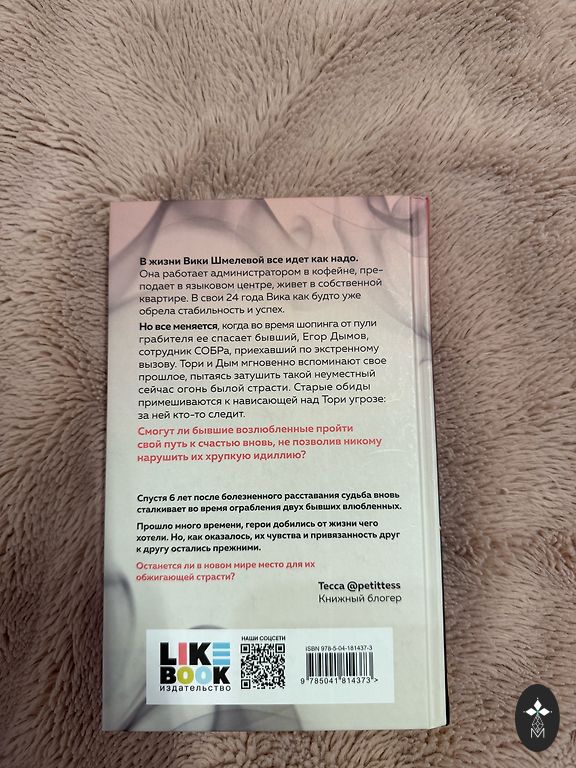 В жизни Вики Шмелевой все идет как надо.
Она работает администратором в кофейне, пре-
подает в языковом центре, живет в собственной
квартире. В свои 24 года Вика как будто уже
обрела стабильность и успех.
Но все меняется, когда во время шопинга от пули
грабителя ее спасает бывший, Егор Дымов,
сотрудник СОБРа, приехавший по экстренному
вызову. Тори и Дым мгновенно вспоминают свое
прошлое, пытаясь затушить такой неуместный
сейчас огонь былой страсти. Старые обиды
примешиваются к нависающей над Тори угрозе:
за ней кто-то следит.
Смогут ли бывшие возлюбленные пройти
свой путь к счастью вновь, не позволив никому
нарушить их хрупкую идиллию?
Спустя 6 лет после болезненного расставания судьба вновь
сталкивает во время ограбления двух бывших влюбленных.
Прошло много времени, герои добились от жизни чего
хотели. Но, как оказалось, их чувства и привязанность друг
к другу остались прежними.
Останется ли в новом мире место для их
обжигающей страсти?
Тесса @petittess
Книжный блогер
LIKE
BOOK
ИЗДАТЕЛЬСТВО
НАШИ СОЦСЕТИ
ISBN 978-5-04-181437-3
9 785041 814373 >
M